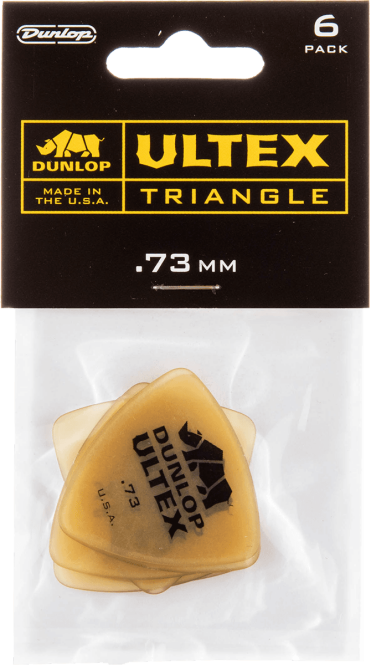 Dunlop
6
PACK
DUNLOP
ULTEX
MADE IN
THE U.S.A.
TRIANGLE
.73 MM
DUNLOP
ULTEX
.73
U.S.A.